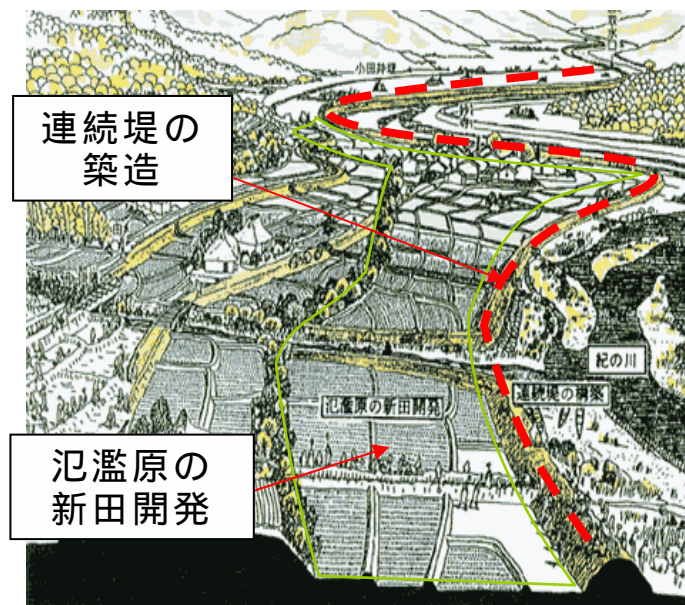 小田井堰
連続堤の
築造
紀の川
連続堤の構築
氾濫原の新田開発
氾濫原の
新田開発